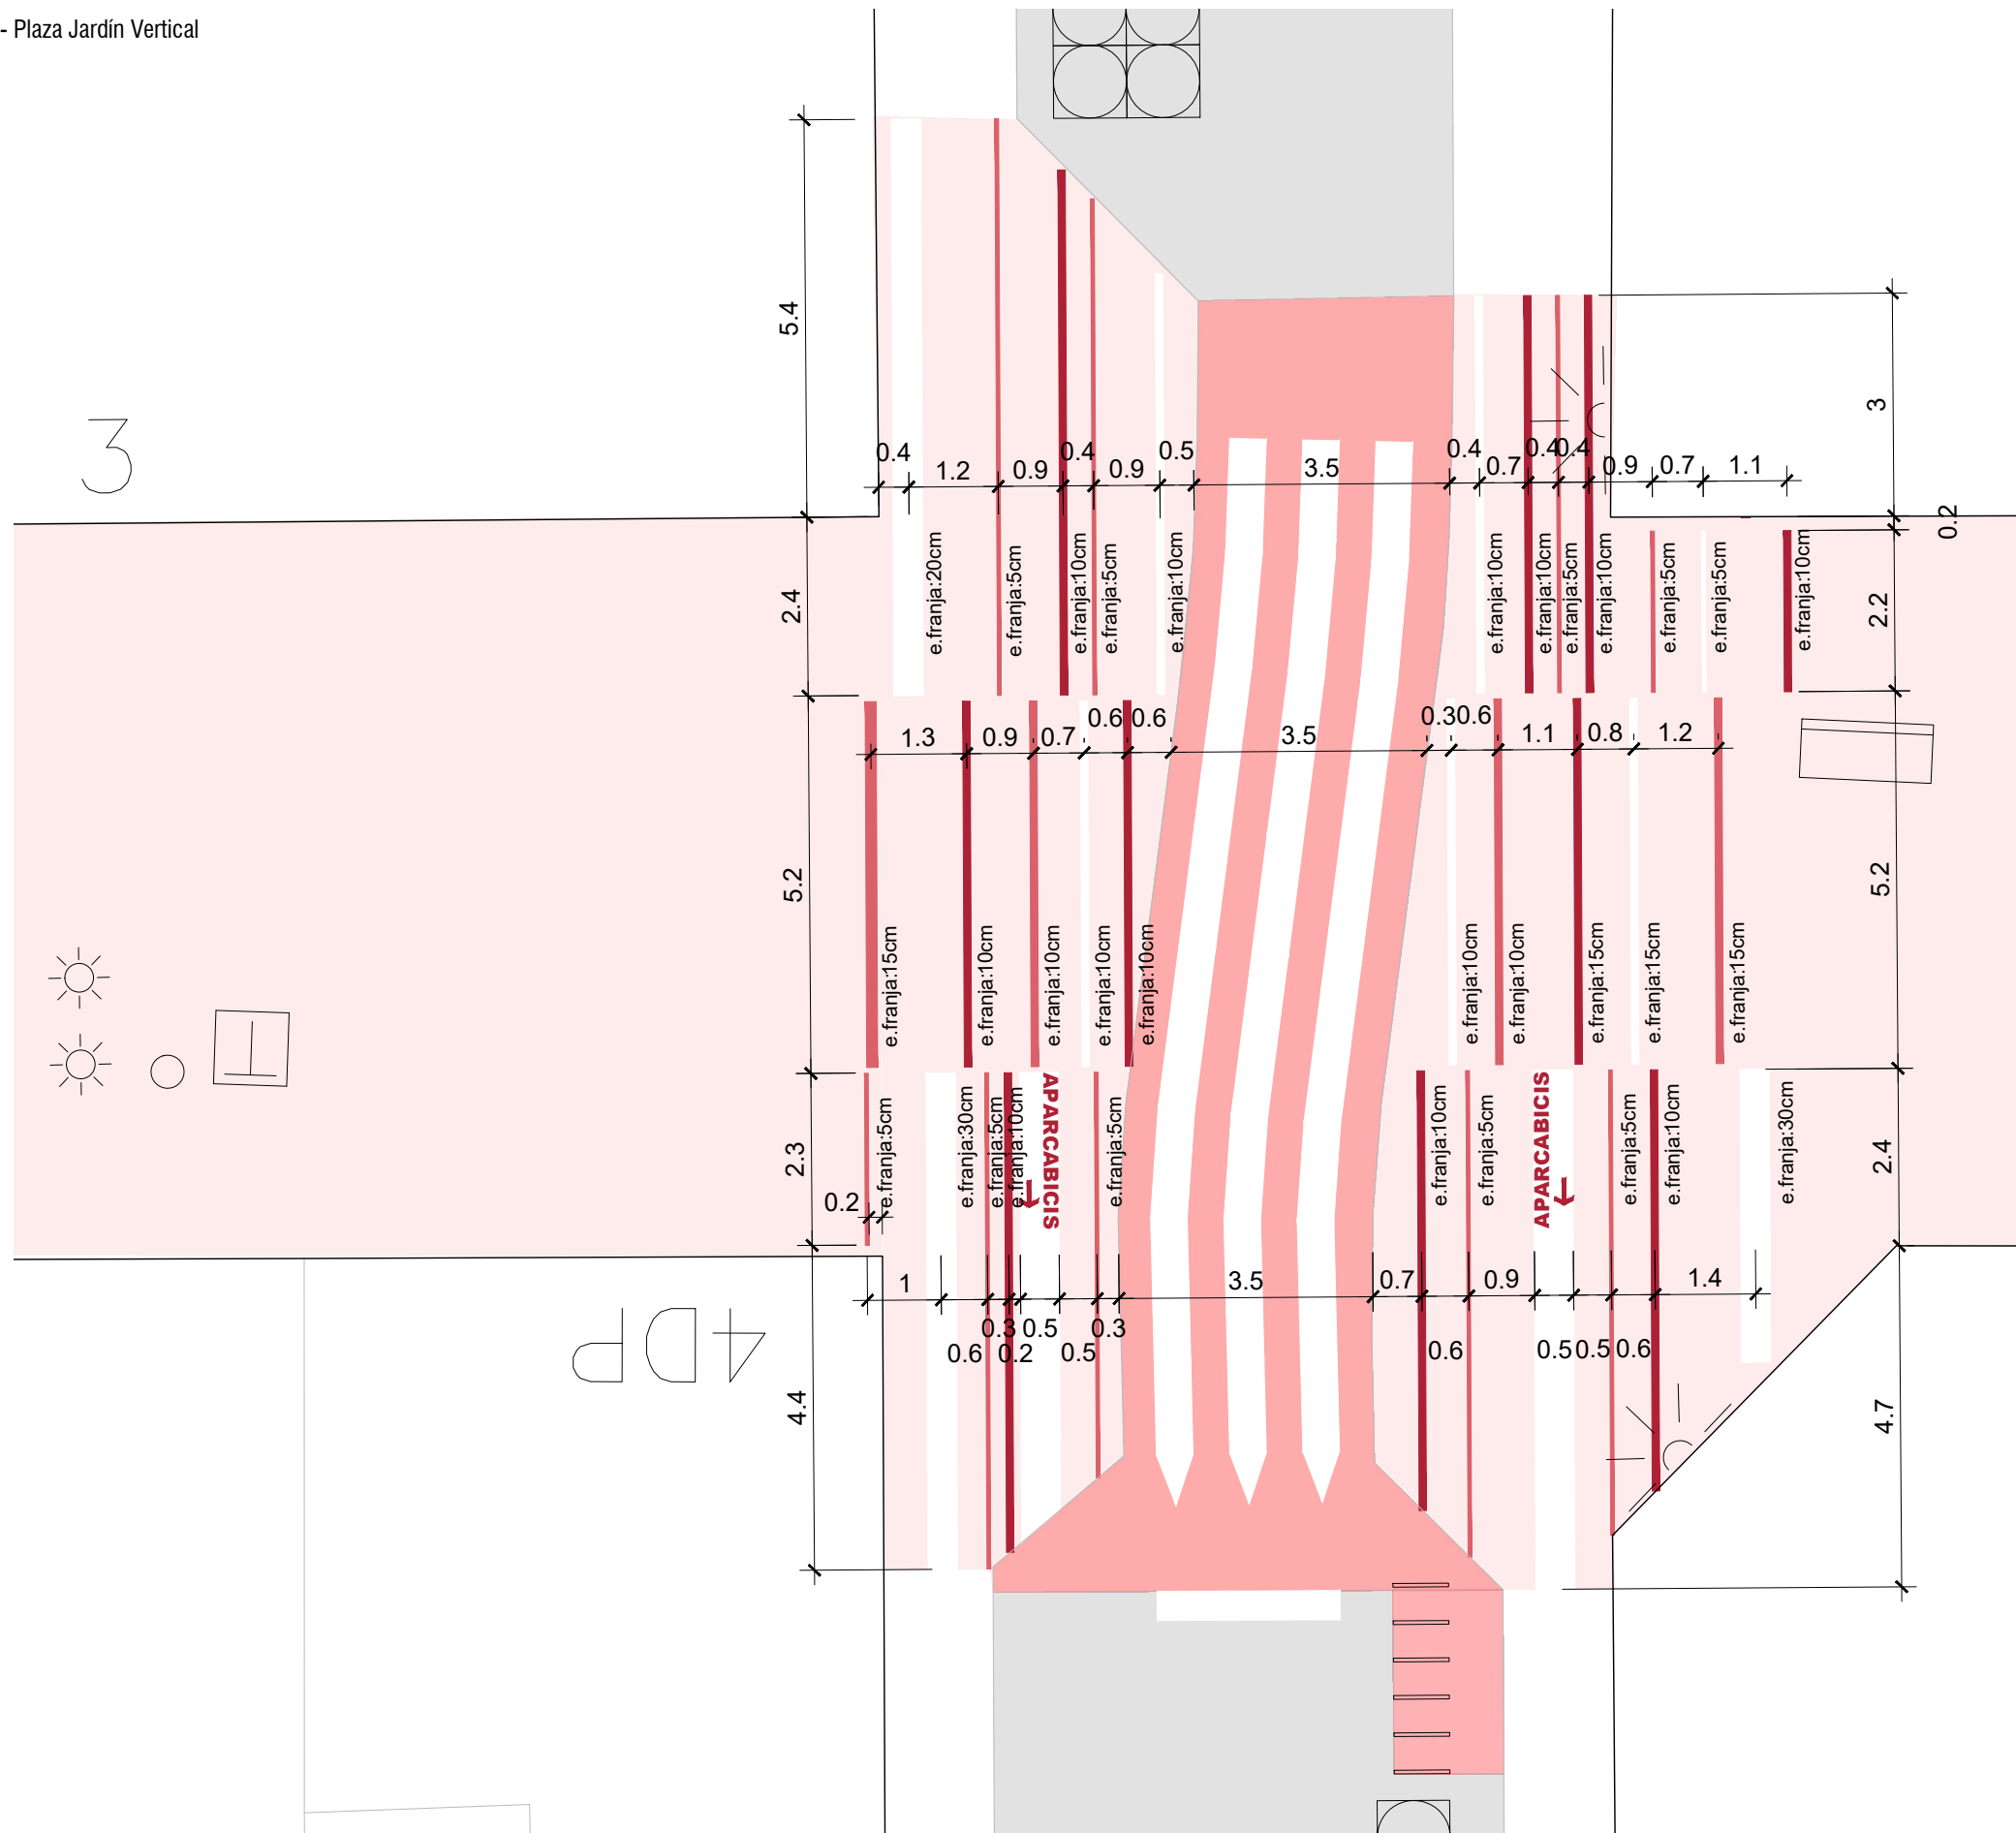 - Plaza Jardín Vertical
3
5.4
3
0.4
1.2
0.9
0.4
0.9
0.5
3.5
0.4
0.7
0.4
0.4
0.9
0.7
1.1
0.2
2.4
e.franja:20cm
e.franja:5cm
e.franja:10cm
e.franja:5cm
e.franja:10cm
e.franja:10cm
e.franja:10cm
e.franja:5cm
e.franja:10cm
e.franja:5cm
e.franja:5cm
e.franja:10cm
2.2
1.3
0.9
0.7
0.6
0.6
3.5
0.3
0.6
1.1
0.8
1.2
5.2
e.franja:15cm
e.franja:10cm
e.franja:10cm
e.franja:10cm
e.franja:10cm
e.franja:10cm
e.franja:10cm
e.franja:15cm
e.franja:15cm
e.franja:15cm
5.2
2.3
0.2
e.franja:5cm
e.franja:30cm
e.franja:5cm
e.franja:10cm
APARCABICIS
e.franja:5cm
e.franja:10cm
e.franja:5cm
APARCABICIS
e.franja:5cm
e.franja:10cm
e.franja:30cm
2.4
1
0.6
0.3
0.2
0.5
0.5
0.3
3.5
0.7
0.6
0.9
0.5
0.5
0.6
1.4
4DP
4.4
4.7